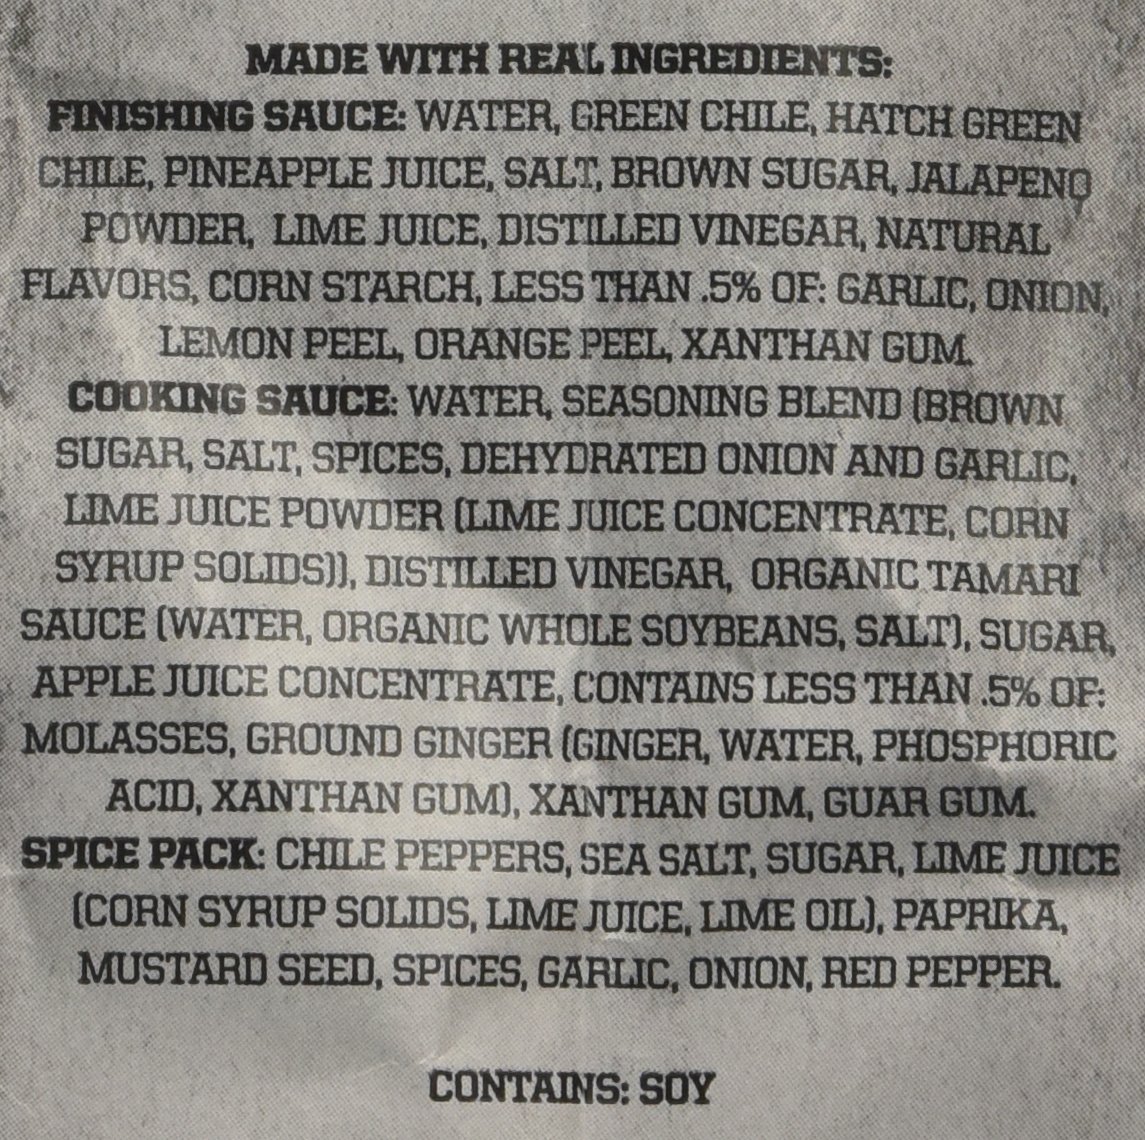 MADE WITH REAL INGREDIENTS:
FINISHING SAUCE: WATER, GREEN CHILE, HATCH GREEN
CHILE, PINEAPPLE JUICE, SALT, BROWN SUGAR, JALAPENO
POWDER, LIME JUICE, DISTILLED VINEGAR, NATURAL
FLAVORS, CORN STARCH, LESS THAN .5% OF: GARLIC, ONION,
LEMON PEEL, ORANGE PEEL, XANTHAN GUM.
COOKING SAUCE: WATER, SEASONING BLEND (BROWN
SUGAR, SALT, SPICES, DEHYDRATED ONION AND GARLIC,
LIME JUICE POWDER (LIME JUICE CONCENTRATE, CORN
SYRUP SOLIDS)), DISTILLED VINEGAR, ORGANIC TAMARI
SAUCE (WATER, ORGANIC WHOLE SOYBEANS, SALT), SUGAR,
APPLE JUICE CONCENTRATE, CONTAINS LESS THAN .5% OF:
MOLASSES, GROUND GINGER (GINGER, WATER, PHOSPHORIC
ACID, XANTHAN GUM), XANTHAN GUM, GUAR GUM.
SPICE PACK: CHILE PEPPERS, SEA SALT, SUGAR, LIME JUICE
(CORN SYRUP SOLIDS, LIME JUICE, LIME OIL), PAPRIKA,
MUSTARD SEED, SPICES, GARLIC, ONION, RED PEPPER.
CONTAINS: SOY